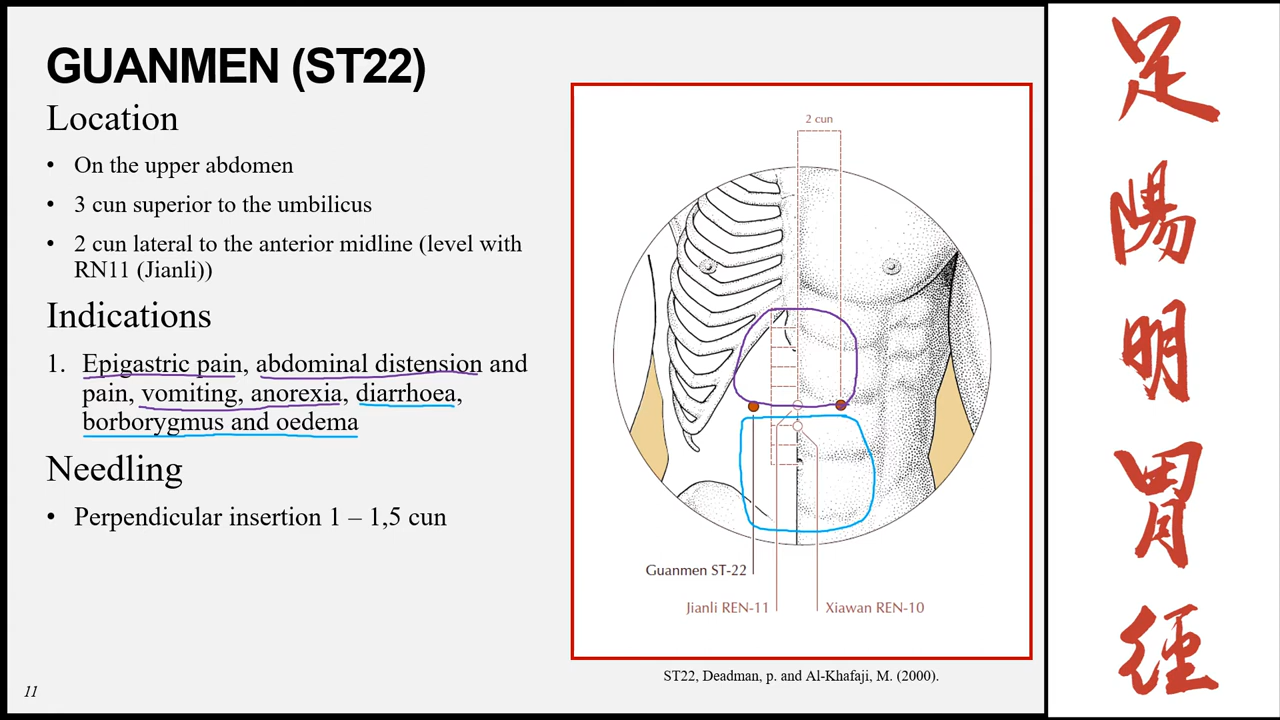 GUANMEN (ST22)
Location
• On the upper abdomen
• 3 cun superior to the umbilicus
• 2 cun lateral to the anterior midline (level with
RN11 (Jianli))
Indications
1. Epigastric pain, abdominal distension and
pain, vomiting, anorexia, diarrhoea,
borborygmus and oedema
Needling
• Perpendicular insertion 1 – 1,5 cun
11
2 cun
Guanmen ST-22
Jianli REN-11
Xiawan REN-10
ST22, Deadman, p. and Al-Khafaji, M. (2000).
足
陽
明
胃
徑